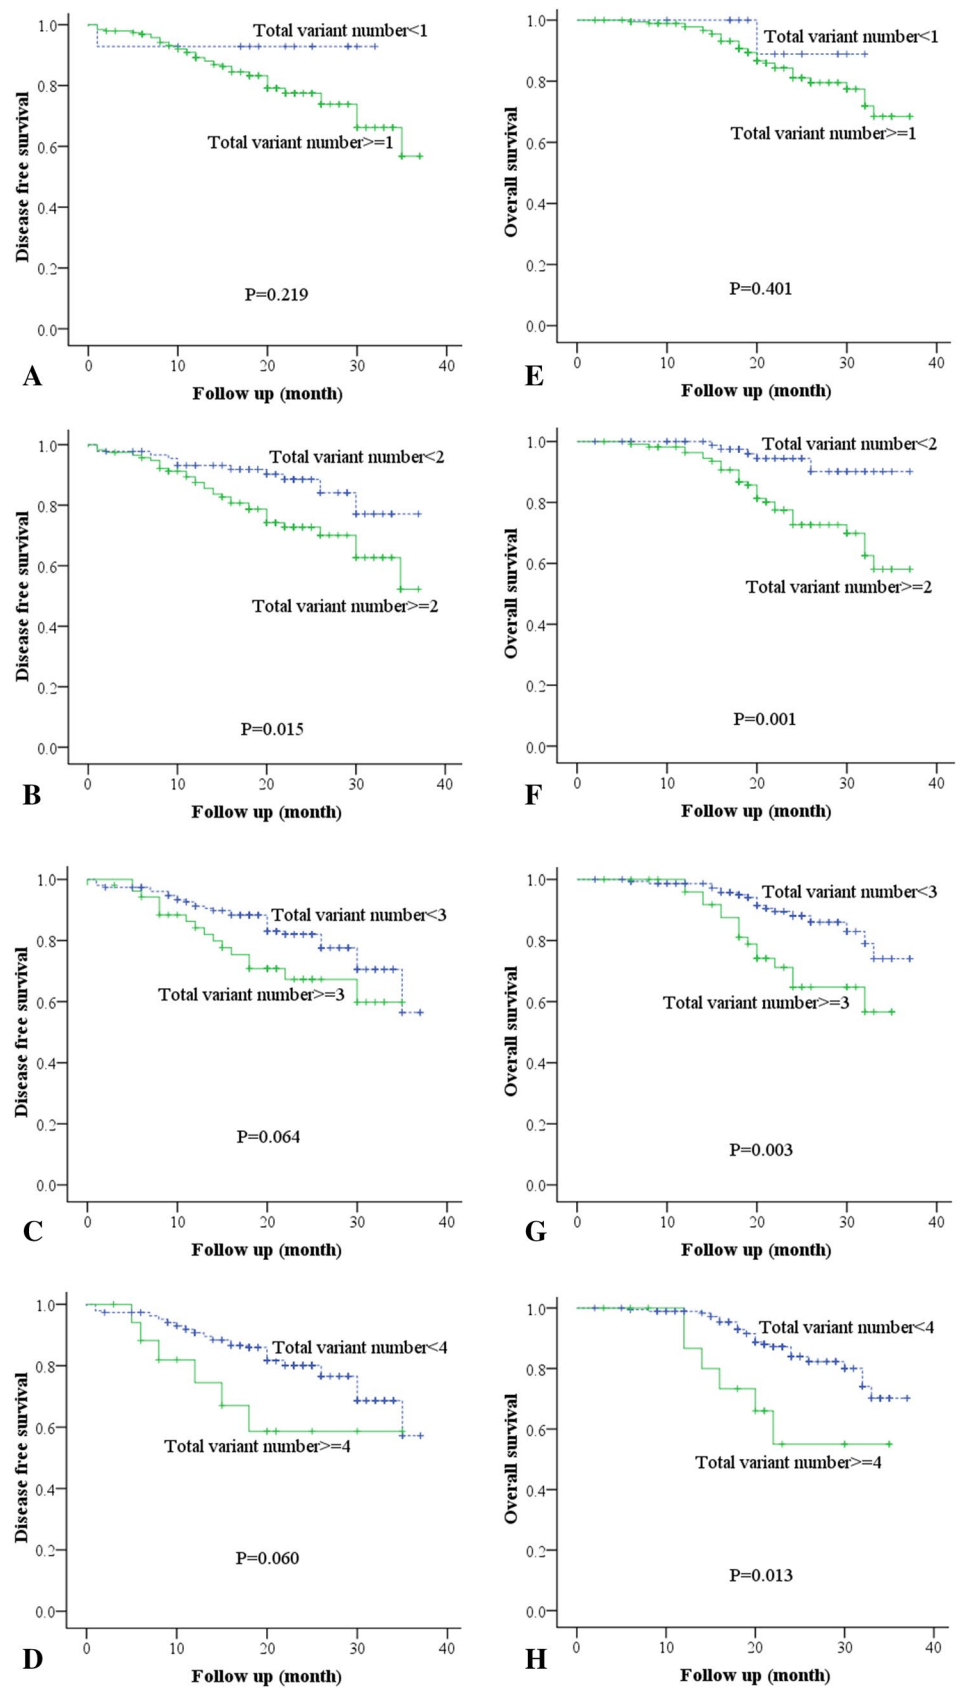 Disease free survival
1.0
0.8
0.6
0.4
0.2
0.0
Total variant number<1
Total variant number>=1
P=0.219
0 10 20 30 40
Follow up (month)
A
Overall survival
1.0
0.8
0.6
0.4
0.2
0.0
Total variant number<1
Total variant number>=1
P=0.401
0 10 20 30 40
Follow up (month)
E
Disease free survival
1.0
0.8
0.6
0.4
0.2
0.0
Total variant number<2
Total variant number>=2
P=0.015
0 10 20 30 40
Follow up (month)
B
Overall survival
1.0
0.8
0.6
0.4
0.2
0.0
Total variant number<2
Total variant number>=2
P=0.001
0 10 20 30 40
Follow up (month)
F
Disease free survival
1.0
0.8
0.6
0.4
0.2
0.0
Total variant number<3
Total variant number>=3
P=0.064
0 10 20 30 40
Follow up (month)
C
Overall survival
1.0
0.8
0.6
0.4
0.2
0.0
Total variant number<3
Total variant number>=3
P=0.003
0 10 20 30 40
Follow up (month)
G
Disease free survival
1.0
0.8
0.6
0.4
0.2
0.0
Total variant number<4
Total variant number>=4
P=0.060
0 10 20 30 40
Follow up (month)
D
Overall survival
1.0
0.8
0.6
0.4
0.2
0.0
Total variant number<4
Total variant number>=4
P=0.013
0 10 20 30 40
Follow up (month)
H